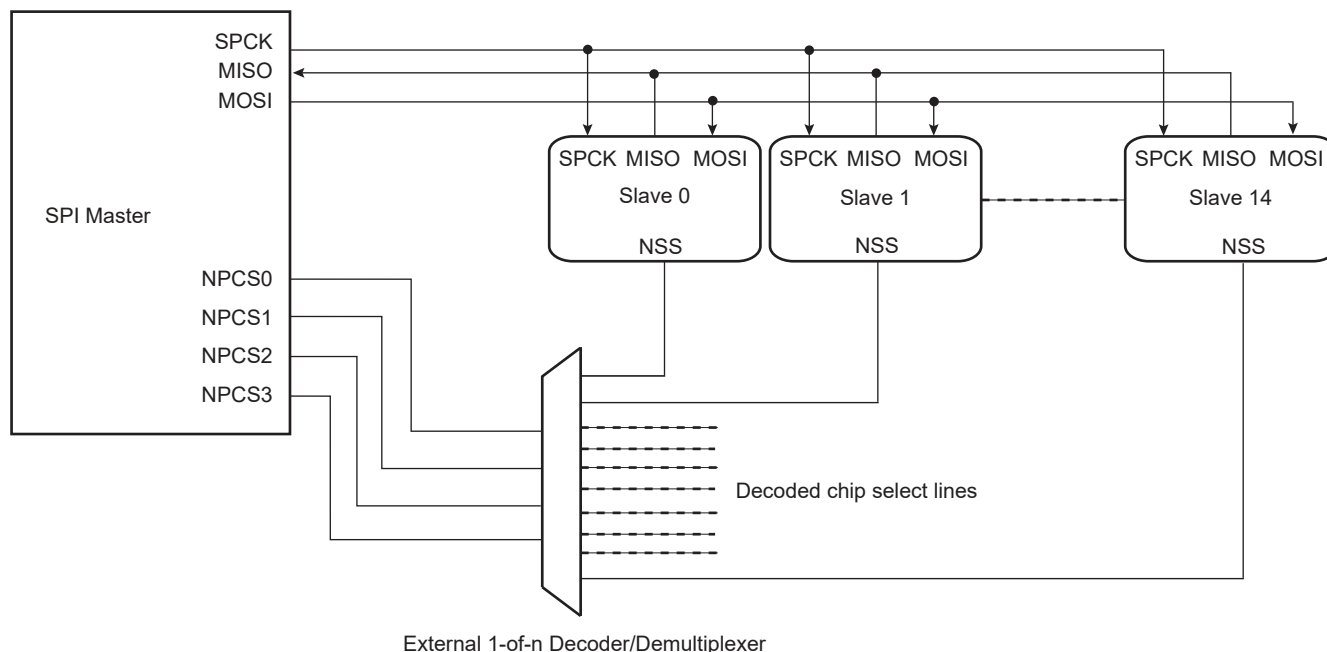 SPCK
MISO
MOSI
SPI Master
NPCS0
NPCS1
NPCS2
NPCS3
SPCK MISO MOSI
Slave 0
NSS
SPCK MISO MOSI
Slave 1
NSS
SPCK MISO MOSI
Slave 14
NSS
Decoded chip select lines
External 1-of-n Decoder/Demultiplexer